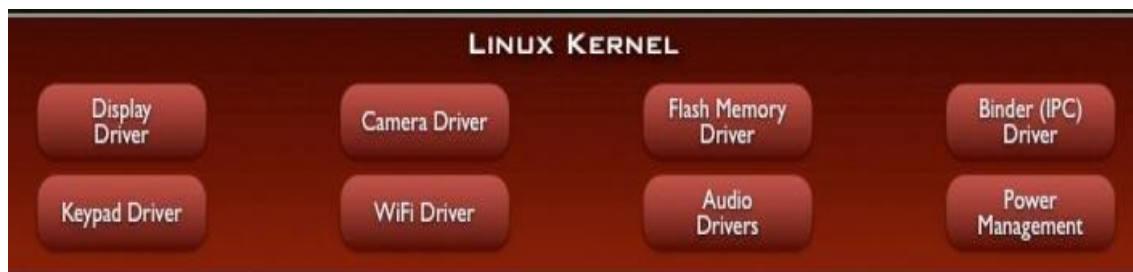 LINUX KERNEL
Display
Driver
Camera Driver
Flash Memory
Driver
Binder (IPC)
Driver
Keypad Driver
WiFi Driver
Audio
Drivers
Power
Management